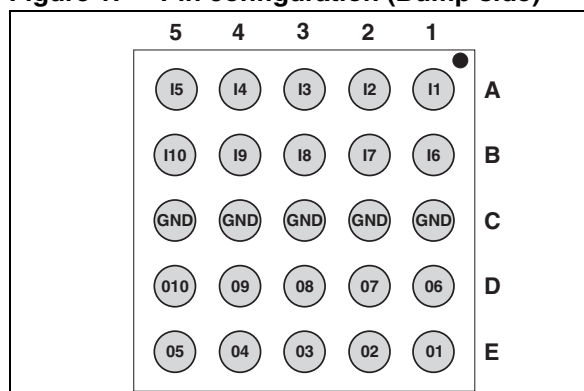 Figure Pin configuration (Bump side)
5 4 3 2 1
I5 I4 I3 I2 I1 A
I10 I9 I8 I7 I6 B
GND GND GND GND GND C
010 09 08 07 06 D
05 04 03 02 01 E